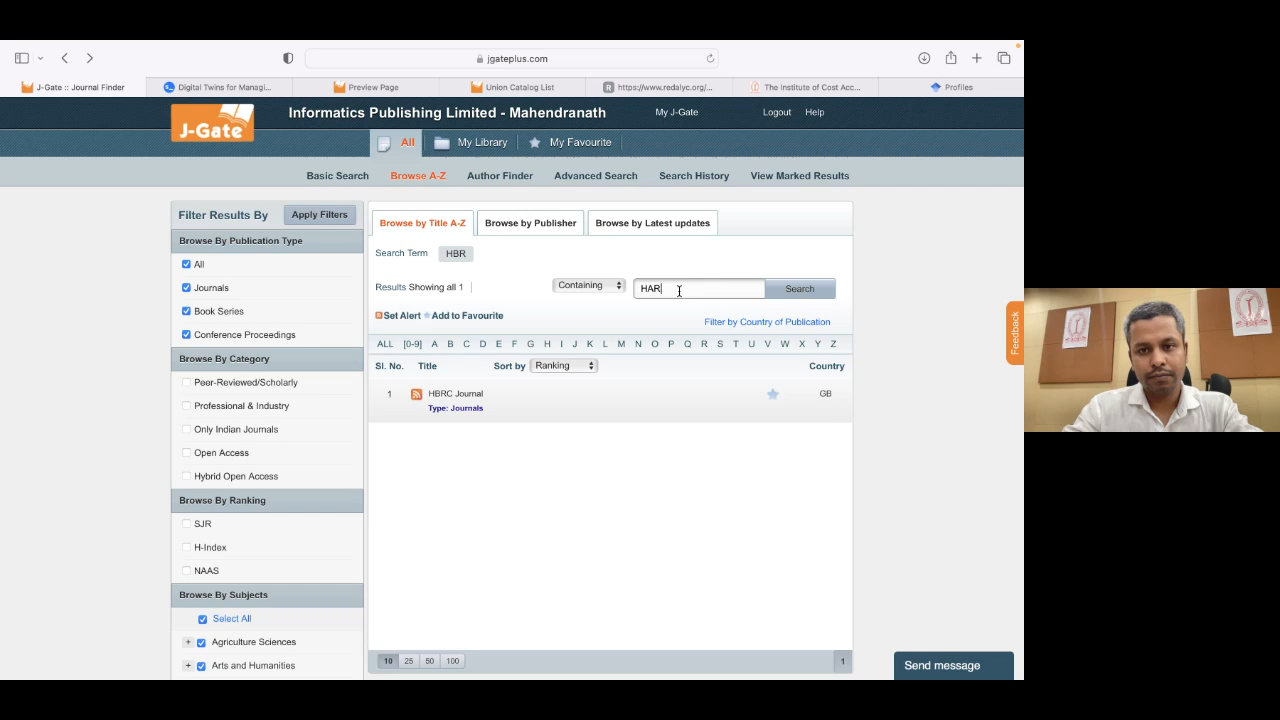 jgateplus.com
J-Gate :: Journal Finder
Digital Twins for Managi...
Preview Page
Union Catalog List
https://www.redalyc.org/...
The Institute of Cost Acc...
Profiles
J-Gate
Informatics Publishing Limited - Mahendranath
My J-Gate
Logout
Help
All
My Library
My Favourite
Basic Search
Browse A-Z
Author Finder
Advanced Search
Search History
View Marked Results
Filter Results By
Apply Filters
Browse By Publication Type
All
Journals
Book Series
Conference Proceedings
Browse By Category
Peer-Reviewed/Scholarly
Professional & Industry
Only Indian Journals
Open Access
Hybrid Open Access
Browse By Ranking
SJR
H-Index
NAAS
Browse By Subjects
Select All
+ Agriculture Sciences
+ Arts and Humanities
Browse by Title A-Z
Browse by Publisher
Browse by Latest updates
Search Term HBR
Results Showing all 1
Containing
HAR
Search
Set Alert
Add to Favourite
Filter by Country of Publication
ALL [0-9] A B C D E F G H I J K L M N O P Q R S T U V W X Y Z
Sl. No. Title Sort by Ranking Country
1 HBRC Journal GB
Type: Journals
10 25 50 100 1
Feedback
Send message